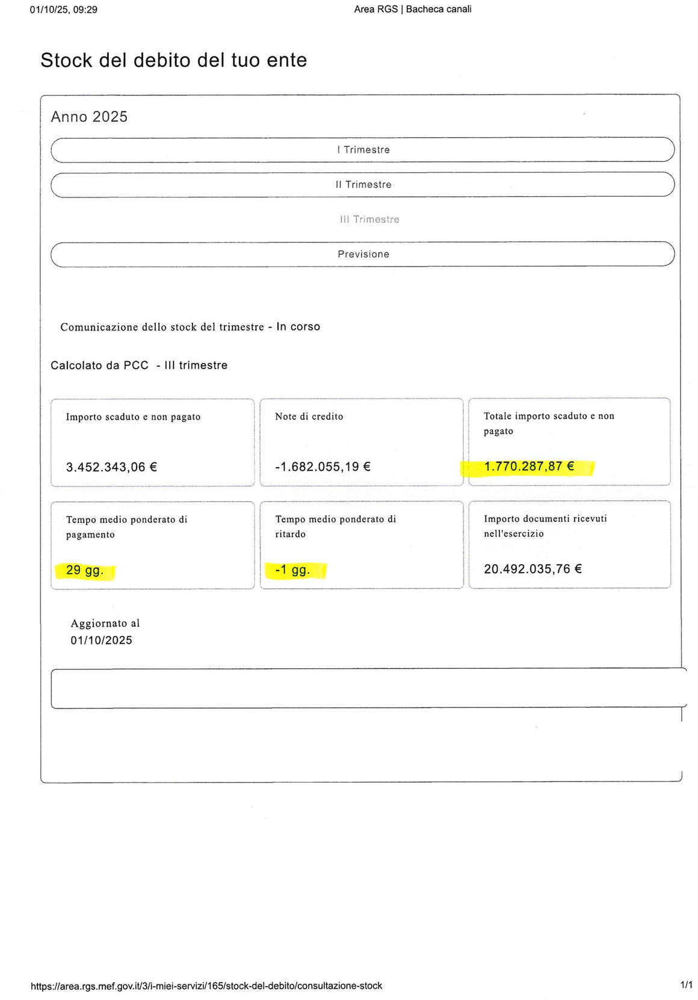 01/10/25, 09:29
Area RGS | Bacheca canali
Stock del debito del tuo ente
Anno 2025
I Trimestre
II Trimestre
III Trimestre
Previsione
Comunicazione dello stock del trimestre - In corso
Calcolato da PCC - III trimestre
Importo scaduto e non pagato
3.452.343,06 €
Note di credito
-1.682.055,19 €
Totale importo scaduto e non
pagato
1.770.287,87 €
Tempo medio ponderato di
pagamento
29 gg.
Tempo medio ponderato di
ritardo
-1 gg.
Importo documenti ricevuti
nell'esercizio
20.492.035,76 €
Aggiornato al
01/10/2025
https://area.rgs.mef.gov.it/3/i-miei-servizi/165/stock-del-debito/consultazione-stock
1/1